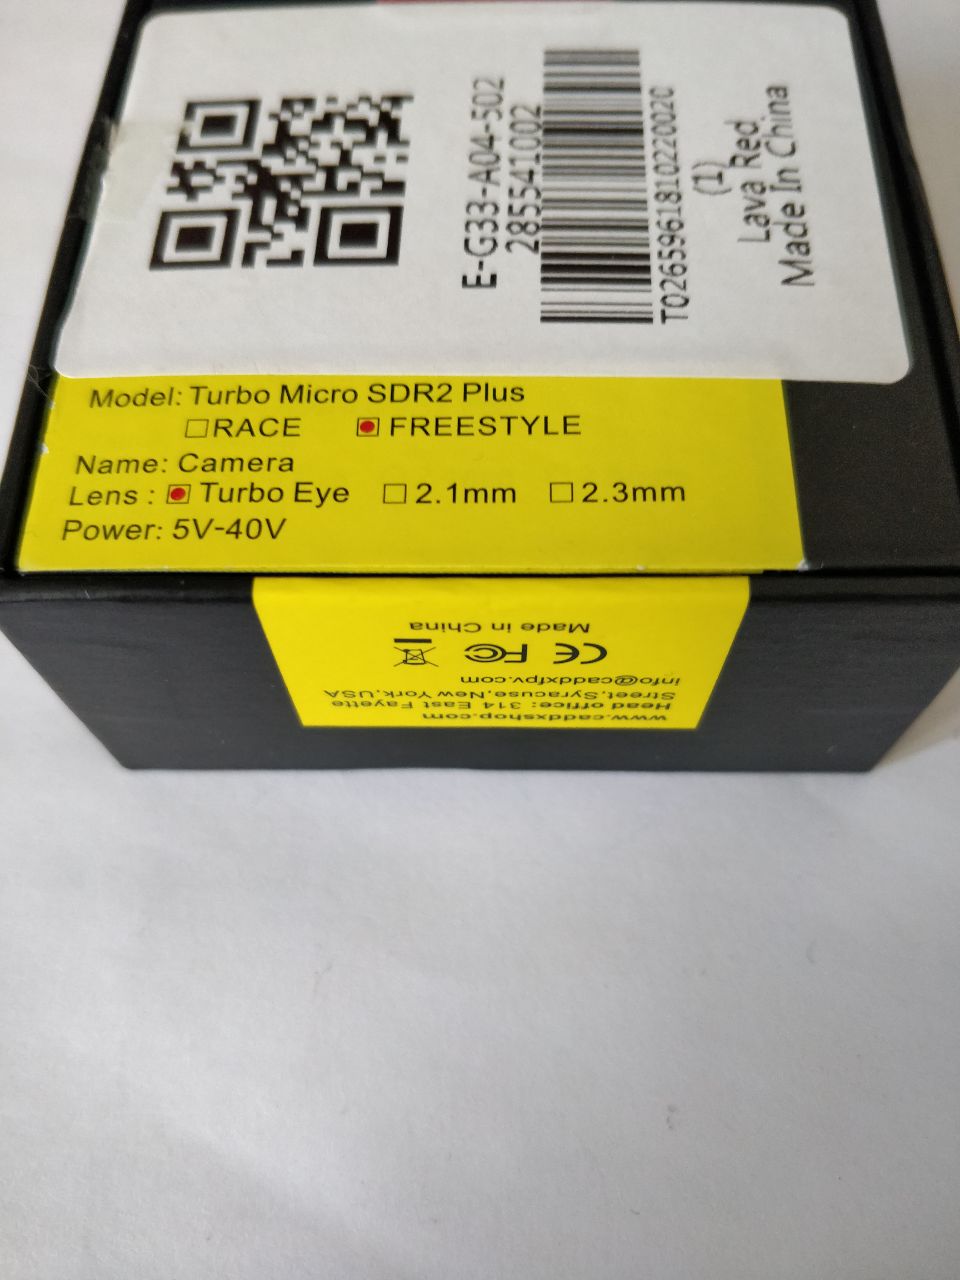 E-G33-A04-502
285541002
T0265961810220020
(1)
Lava Red
Made In China
Model: Turbo Micro SDR2 Plus
RACE FREESTYLE
Name: Camera
Lens : Turbo Eye 2.1mm 2.3mm
Power: 5V-40V
www.caddxshop.com
Head office: 314 East Fayette
Street,Syracuse,New York,USA
info@caddxfpv.com
CE FC
Made in China